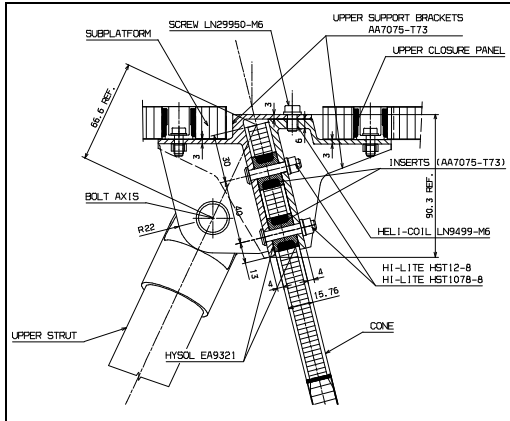 SCREW LN29950-M6
UPPER SUPPORT BRACKETS
AA7075-T73
SUBPLATFORM
UPPER CLOSURE PANEL
66.6 REF.
3
6
3
3
INSERTS (AA7075-T73)
30
90.3 REF.
BOLT AXIS
40
R22
HELI-COIL LN9499-M6
13
HI-LITE HST12-8
HI-LITE HST1078-8
4
4
15.76
UPPER STRUT
CONE
HYSOL EA9321